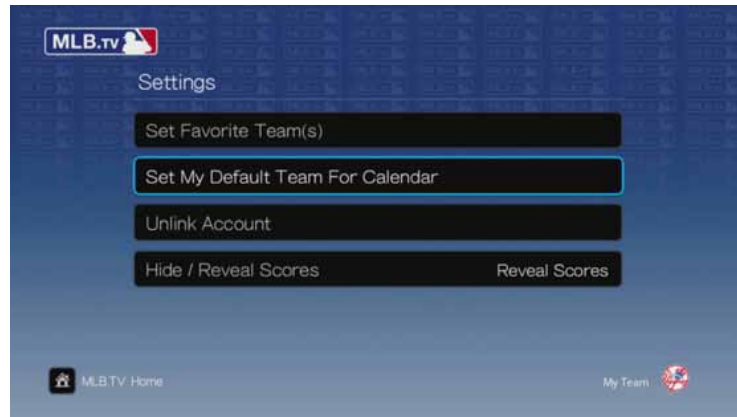 MLB.TV
Settings
Set Favorite Team(s)
Set My Default Team For Calendar
Unlink Account
Hide / Reveal Scores Reveal Scores
MLB.TV Home My Team